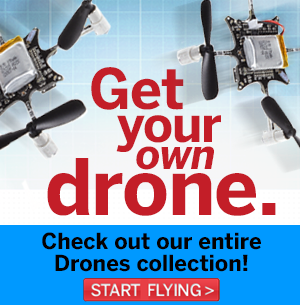 Get
your
own
drone.
Check out our entire
Drones collection!
START FLYING >